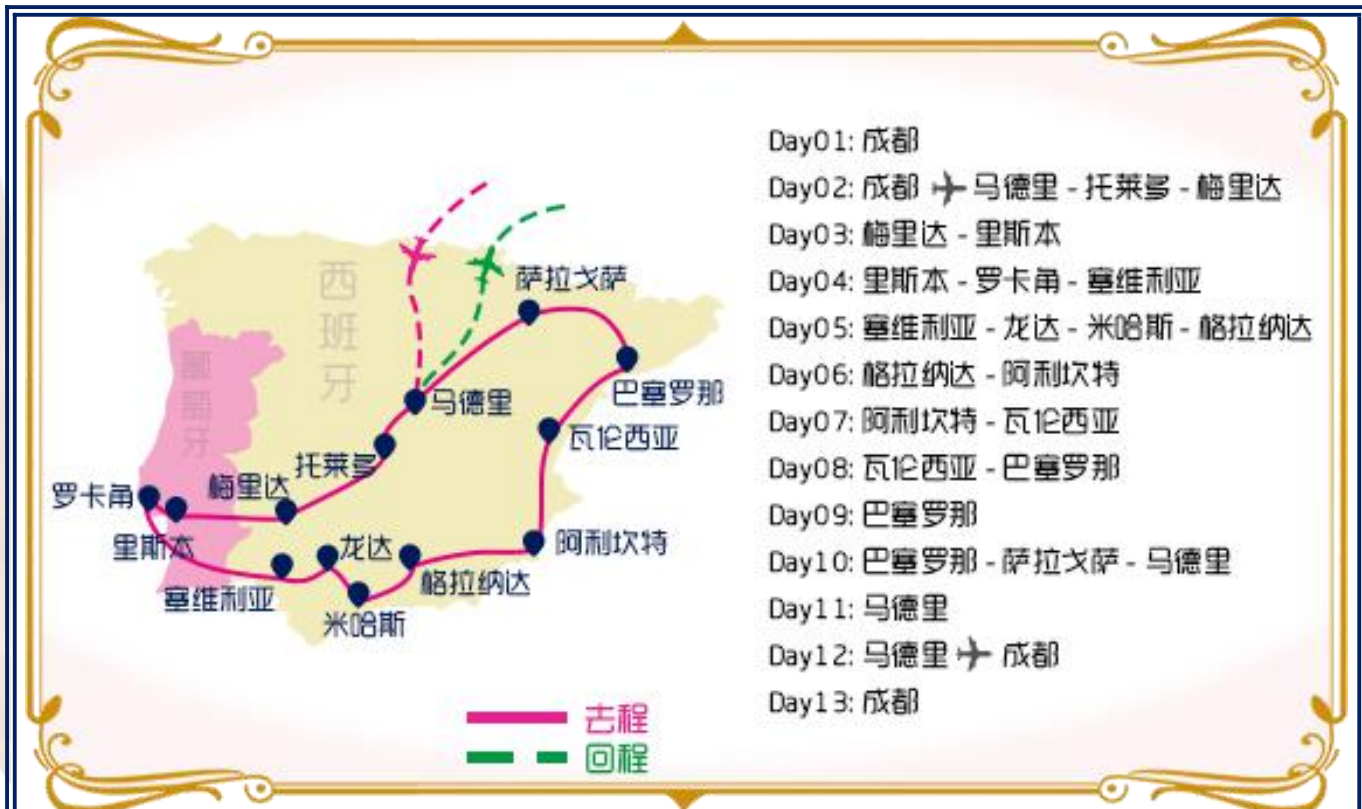 西班牙
葡萄牙
萨拉戈萨
马德里
巴塞罗那
瓦伦西亚
托莱多
梅里达
罗卡角
里斯本
龙达
阿利坎特
格拉纳达
塞维利亚
米哈斯
去程
回程
Day01: 成都
Day02: 成都 ✈ 马德里 - 托莱多 - 梅里达
Day03: 梅里达 - 里斯本
Day04: 里斯本 - 罗卡角 - 塞维利亚
Day05: 塞维利亚 - 龙达 - 米哈斯 - 格拉纳达
Day06: 格拉纳达 - 阿利坎特
Day07: 阿利坎特 - 瓦伦西亚
Day08: 瓦伦西亚 - 巴塞罗那
Day09: 巴塞罗那
Day10: 巴塞罗那 - 萨拉戈萨 - 马德里
Day11: 马德里
Day12: 马德里 ✈ 成都
Day13: 成都